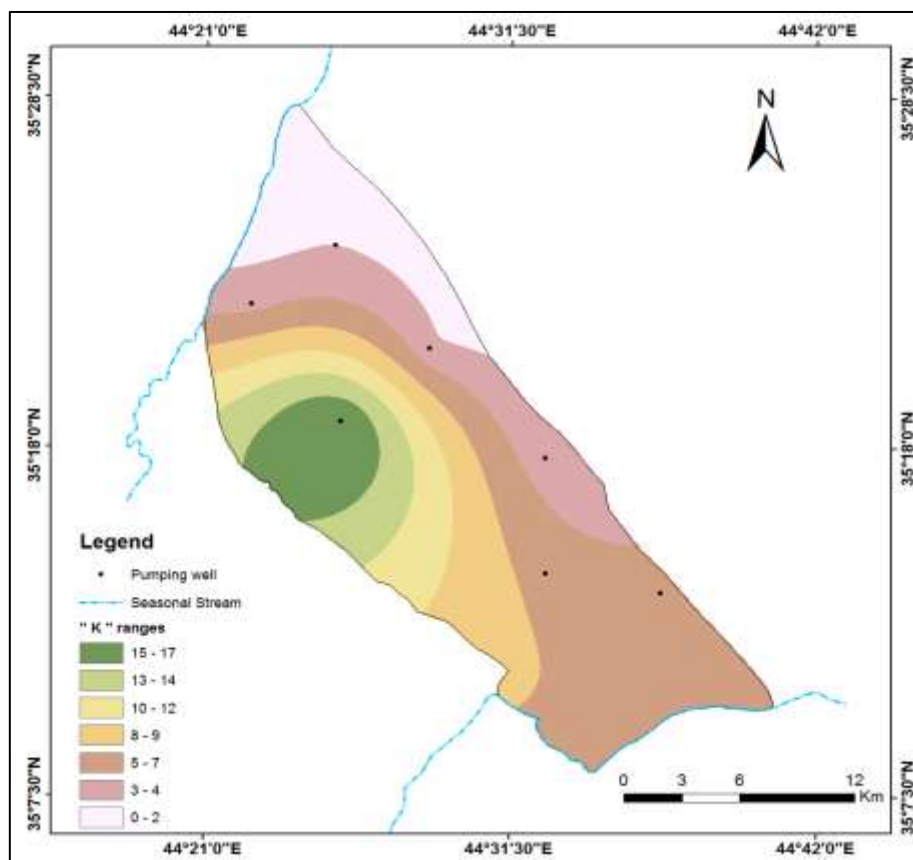 44°21'0"E 44°31'30"E 44°42'0"E
35°28'30"N 35°28'30"N
N
35°18'0"N 35°18'0"N
Legend
Pumping well
Seasonal Stream
" K " ranges
15 - 17
13 - 14
10 - 12
8 - 9
5 - 7
3 - 4
0 - 2
0 3 6 12
Km
35°7'30"N 35°7'30"N
44°21'0"E 44°31'30"E 44°42'0"E